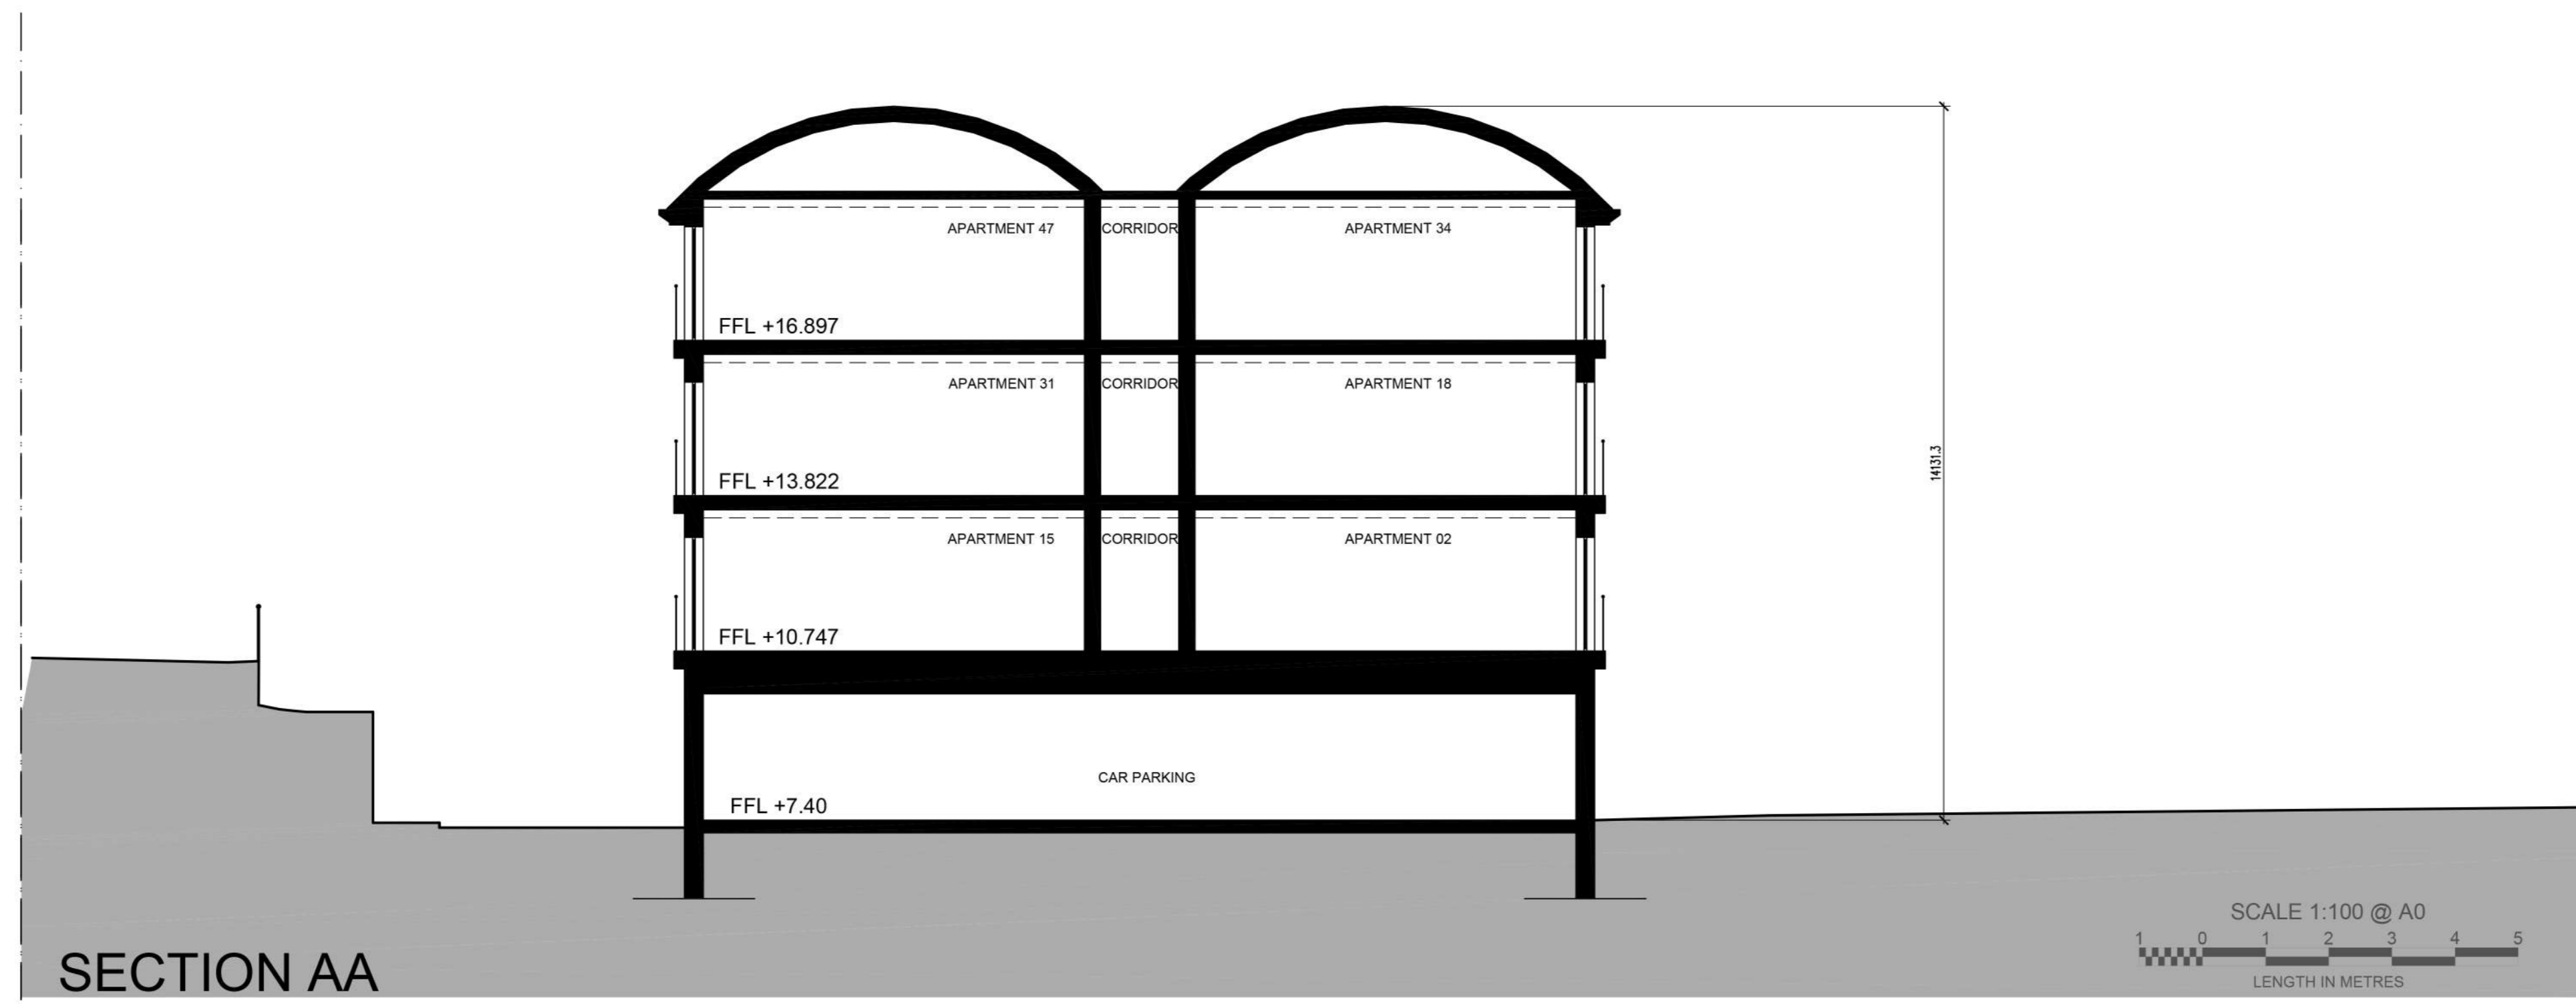 APARTMENT 47 CORRIDOR APARTMENT 34
FFL +16.897
APARTMENT 31 CORRIDOR APARTMENT 18
14131.3
FFL +13.822
APARTMENT 15 CORRIDOR APARTMENT 02
FFL +10.747
CAR PARKING
FFL +7.40
SCALE 1:100 @ A0
1 0 1 2 3 4 5
LENGTH IN METRES
SECTION AA